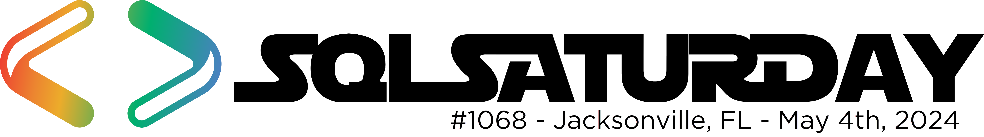 SQLSATURDAY
#1068 - Jacksonville, FL - May 4th, 2024